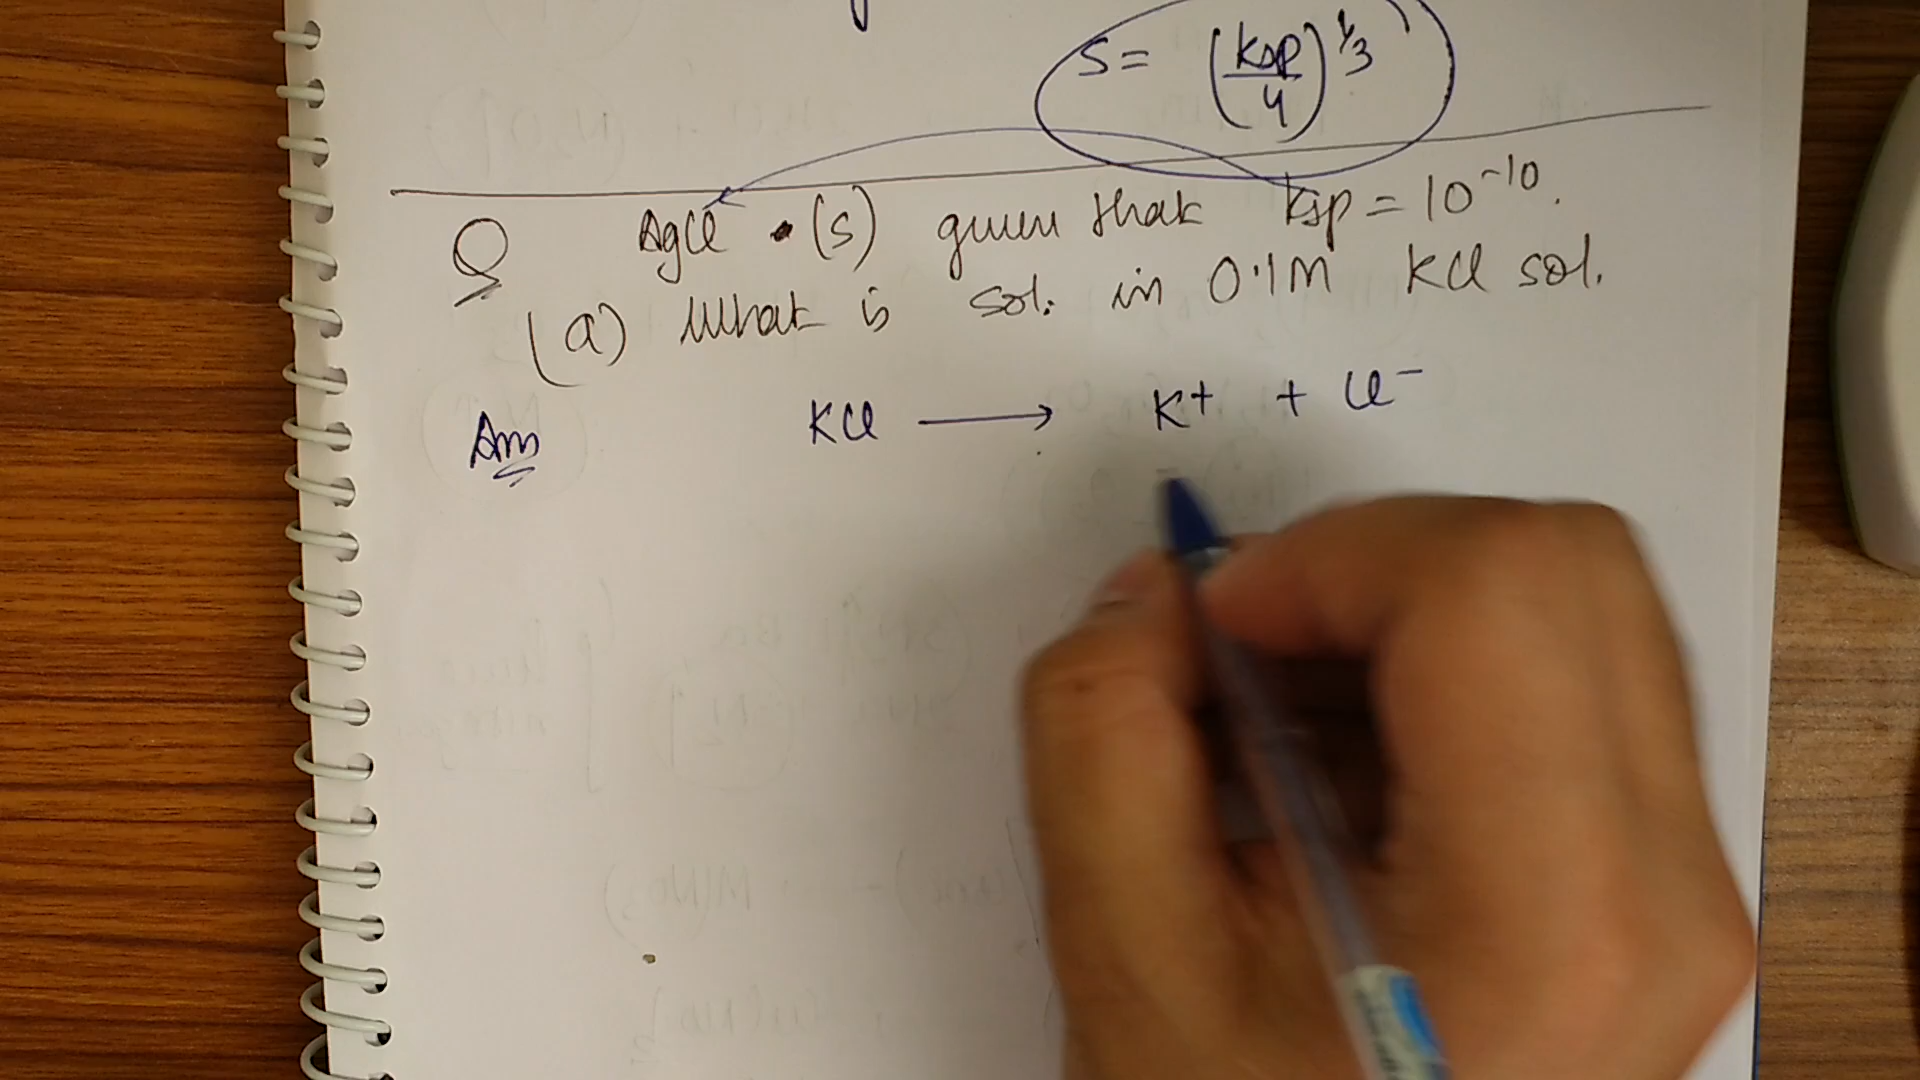 S = (Ksp/4)^1/3
Q AgCl (s) given that Ksp = 10^-10.
(a) What is sol. in 0.1M KCl sol.
Ans KCl ⟶ K+ + Cl-